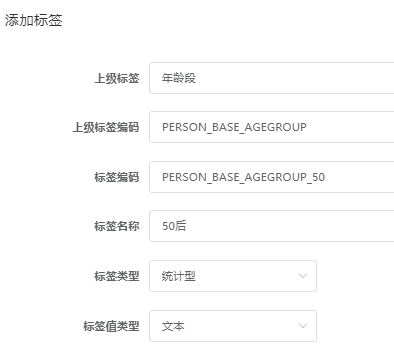 添加标签
上级标签 年龄段
上级标签编码 PERSON_BASE_AGEGROUP
标签编码 PERSON_BASE_AGEGROUP_50
标签名称 50后
标签类型 统计型
标签值类型 文本